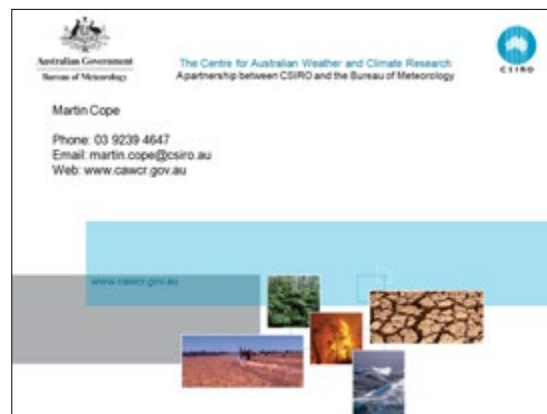 Australian Government
Bureau of Meteorology
The Centre for Australian Weather and Climate Research
A partnership between CSIRO and the Bureau of Meteorology
CSIRO
Martin Cope
Phone: 03 9239 4647
Email: martin.cope@csiro.au
Web: www.cawcr.gov.au
www.cawcr.gov.au